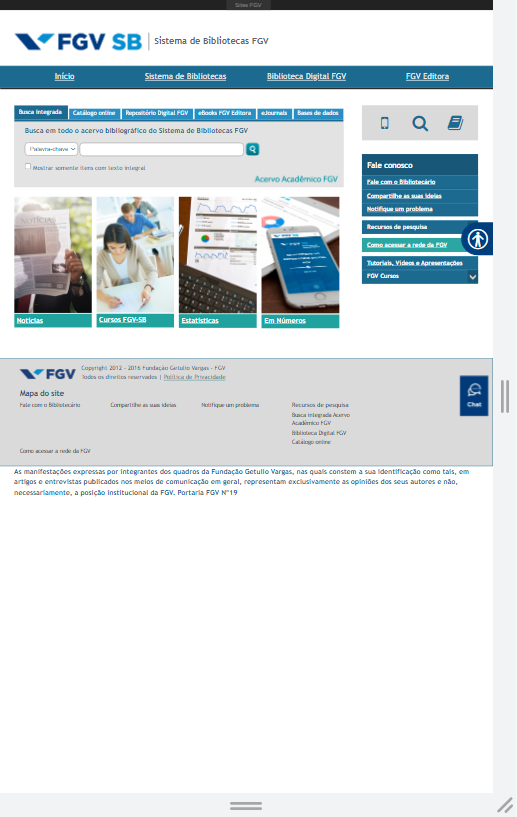 Sites FGV
FGV SB Sistema de Bibliotecas FGV
Início Sistema de Bibliotecas Biblioteca Digital FGV FGV Editora
Busca Integrada Catálogo online Repositório Digital FGV eBooks FGV Editora eJournals Bases de dados
Busca em todo o acervo bibliográfico do Sistema de Bibliotecas FGV
Palavra-chave
Mostrar somente itens com texto integral
Acervo Acadêmico FGV
NOTÍCIAS
Notícias Cursos FGV-SB Estatísticas Em Números
Fale conosco
Fale com o Bibliotecário
Compartilhe as suas ideias
Notifique um problema
Recursos de pesquisa
Como acessar a rede da FGV
Tutoriais, Vídeos e Apresentações
FGV Cursos
FGV
Copyright 2012 - 2016 Fundação Getulio Vargas - FGV
Todos os direitos reservados | Política de Privacidade
Mapa do site
Fale com o Bibliotecário Compartilhe as suas ideias Notifique um problema Recursos de pesquisa
Busca integrada Acervo
Acadêmico FGV
Biblioteca Digital FGV
Catálogo online
Como acessar a rede da FGV
Chat
As manifestações expressas por integrantes dos quadros da Fundação Getulio Vargas, nas quais constem a sua identificação como tais, em
artigos e entrevistas publicados nos meios de comunicação em geral, representam exclusivamente as opiniões dos seus autores e não,
necessariamente, a posição institucional da FGV. Portaria FGV Nº19